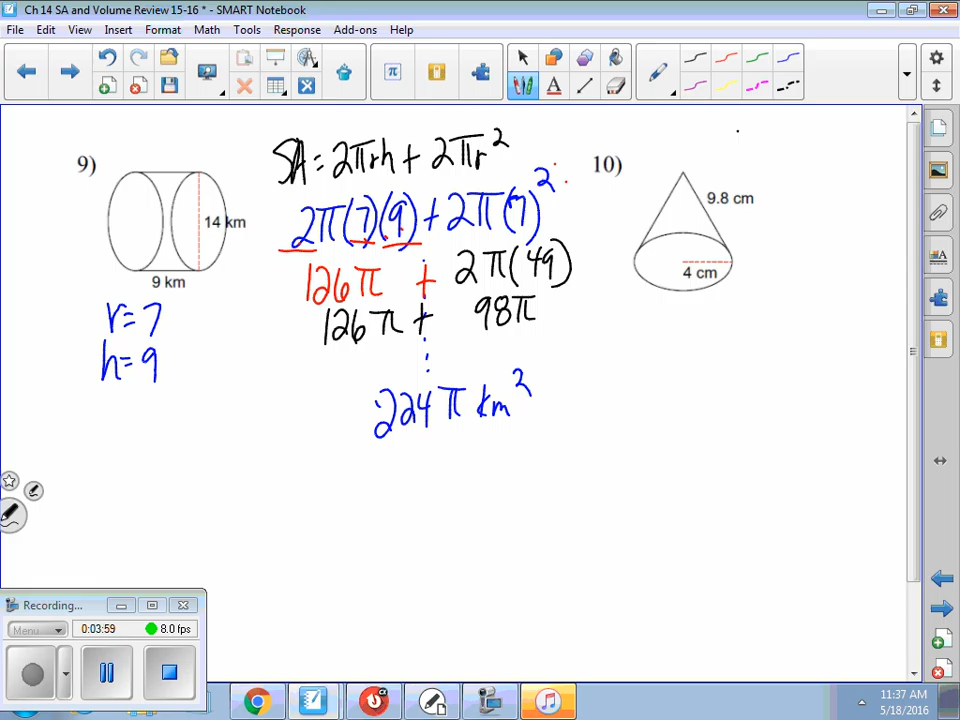 Ch 14 SA and Volume Review 15-16 * - SMART Notebook
File Edit View Insert Format Math Tools Response Add-ons Help
9)
SA = 2πrh + 2πr²
10)
2π(7)(9) + 2π(7)²
14 km
9.8 cm
126π + 2π(49)
4 cm
9 km
r = 7
126π + 98π
h = 9
224π km²
Recording...
Menu
03:59
8.0 fps
11:37 AM
5/18/2016